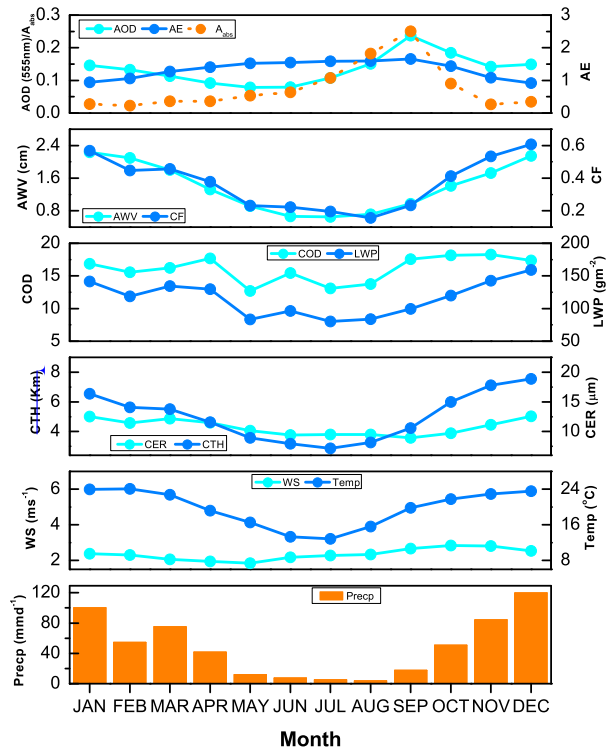 AOD (555nm)/A_abs
0.3
0.2
0.1
0.0
AOD AE A_abs
3
2
1
0
AE
AWV (cm)
2.4
1.6
0.8
AWV CF
0.6
0.4
0.2
CF
COD
20
15
10
5
COD LWP
200
150
100
50
LWP (gm⁻²)
CTH (Km)
8
6
4
CER CTH
20
15
10
CER (μm)
WS (ms⁻¹)
6
4
2
WS Temp
24
16
8
Temp (°C)
Precp (mmd⁻¹)
120
80
40
0
Precp
JAN FEB MAR APR MAY JUN JUL AUG SEP OCT NOV DEC
Month